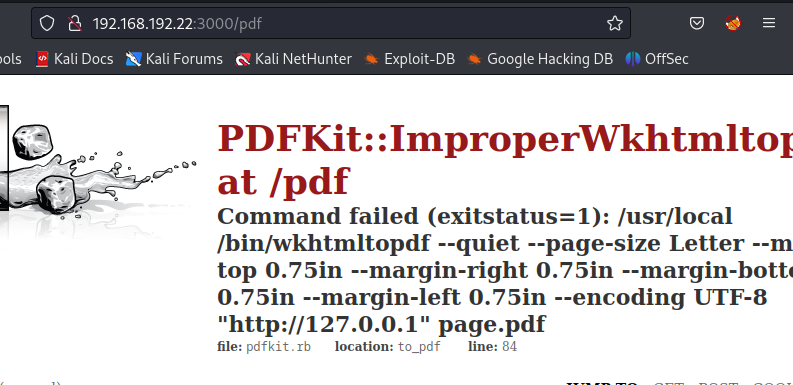 192.168.192.22:3000/pdf
Kali Docs Kali Forums Kali NetHunter Exploit-DB Google Hacking DB OffSec
PDFKit::ImproperWkhtmltop
at /pdf
Command failed (exitstatus=1): /usr/local
/bin/wkhtmltopdf --quiet --page-size Letter --m
top 0.75in --margin-right 0.75in --margin-bott
0.75in --margin-left 0.75in --encoding UTF-8
"http://127.0.0.1" page.pdf
file: pdfkit.rb location: to_pdf line: 84